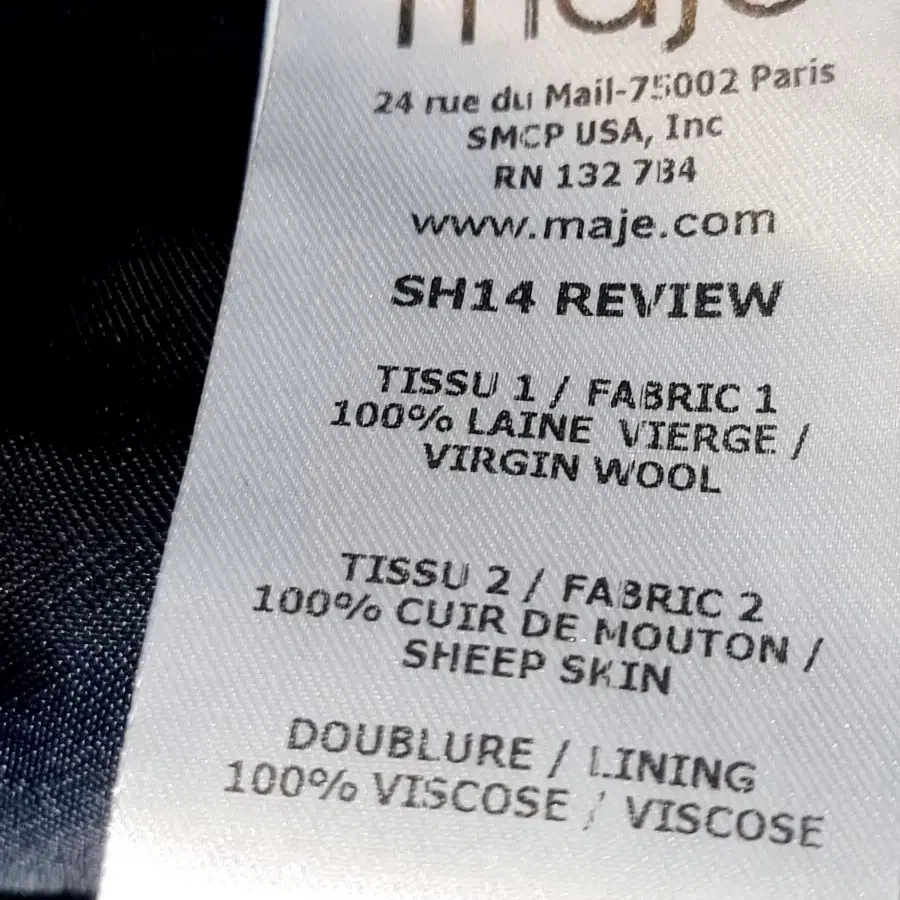 maje
24 rue du Mail-75002 Paris
SMCP USA, Inc
RN 132 784
www.maje.com
SH14 REVIEW
TISSU 1 / FABRIC 1
100% LAINE VIERGE /
VIRGIN WOOL
TISSU 2 / FABRIC 2
100% CUIR DE MOUTON /
SHEEP SKIN
DOUBLURE / LINING
100% VISCOSE / VISCOSE